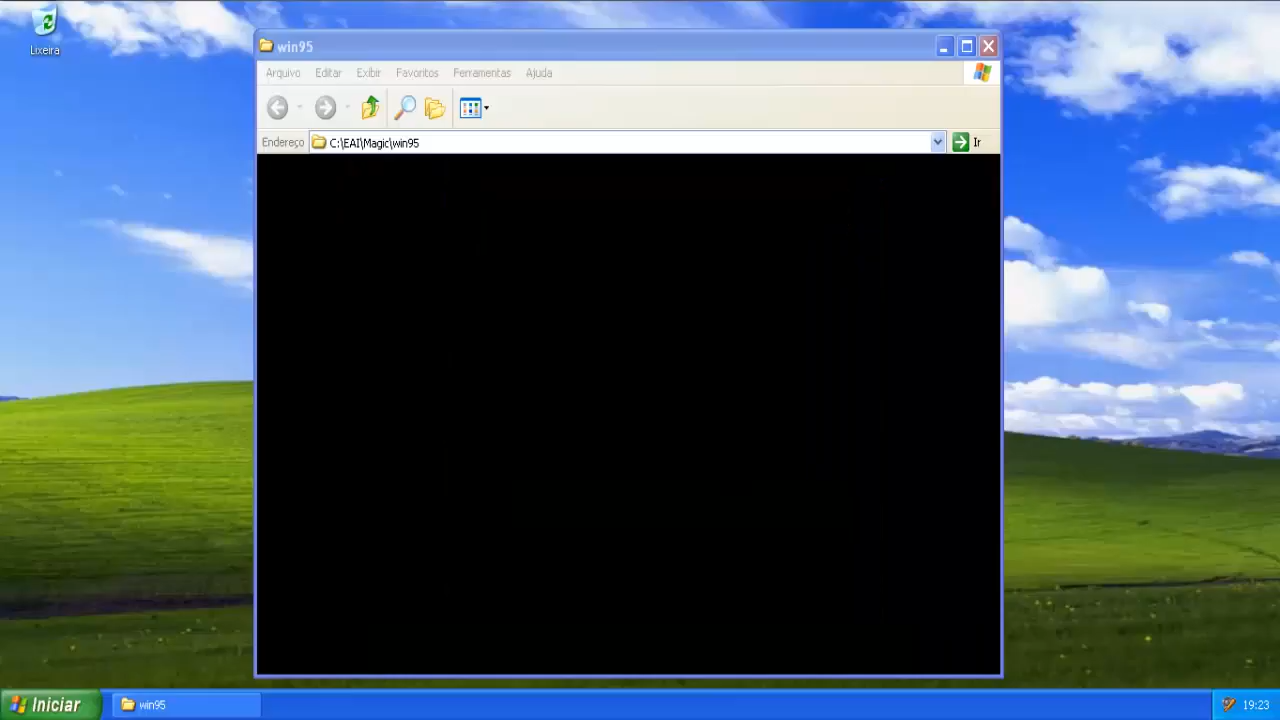 Lixeira
win95
Arquivo Editar Exibir Favoritos Ferramentas Ajuda
Endereço C:\EAI\Magic\win95 Ir
Iniciar win95 19:23